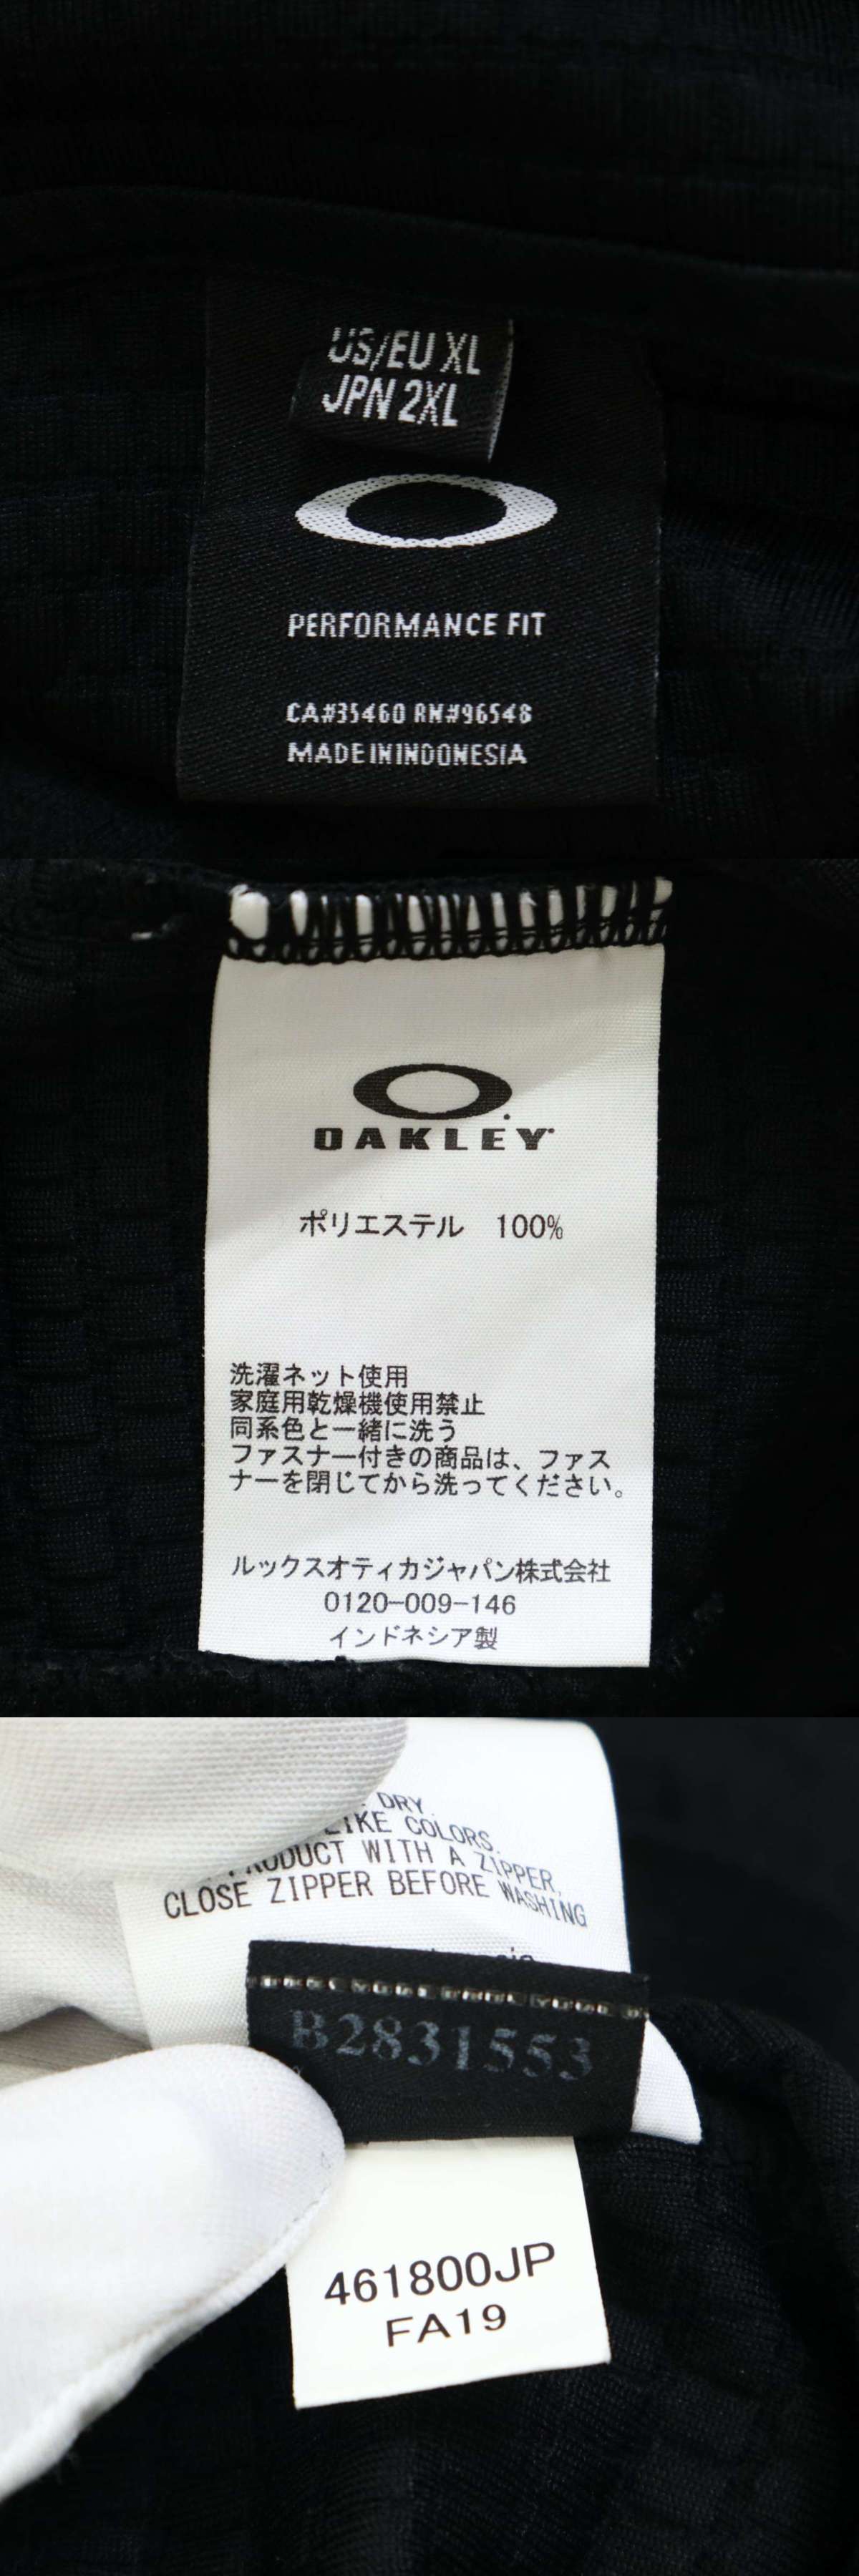 US/EU XL
JPN 2XL
PERFORMANCE FIT
CA#35460 RN#96548
MADE IN INDONESIA
OAKLEY
ポリエステル 100%
洗濯ネット使用
家庭用乾燥機使用禁止
同系色と一緒に洗う
ファスナー付きの商品は、ファス
ナーを閉じてから洗ってください。
ルックスオティカジャパン株式会社
0120-009-146
インドネシア製
DRY.
LIKE COLORS.
PRODUCT WITH A ZIPPER,
CLOSE ZIPPER BEFORE WASHING
B2831553
461800JP
FA19